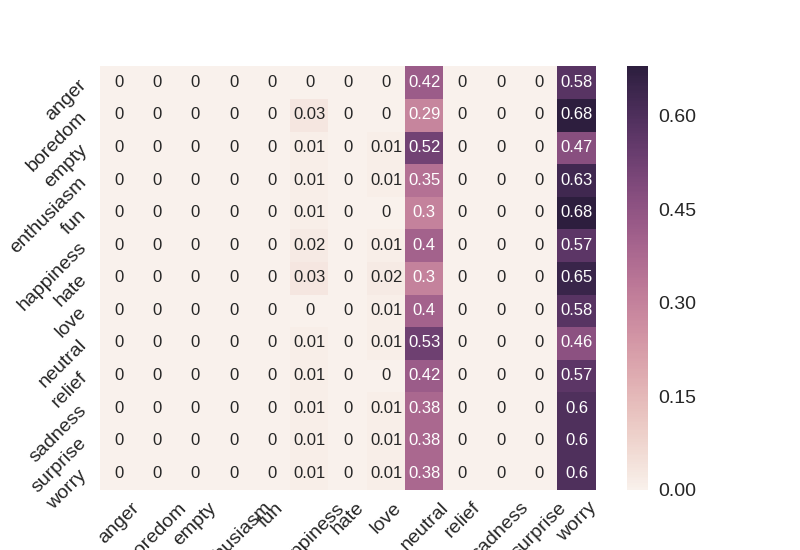 anger 0 0 0 0 0 0 0 0 0.42 0 0 0 0.58
boredom 0 0 0 0 0 0.03 0 0 0.29 0 0 0 0.68
empty 0 0 0 0 0 0.01 0 0.01 0.52 0 0 0 0.47
enthusiasm 0 0 0 0 0 0.01 0 0.01 0.35 0 0 0 0.63
fun 0 0 0 0 0 0.01 0 0 0.3 0 0 0 0.68
happiness 0 0 0 0 0 0.02 0 0.01 0.4 0 0 0 0.57
hate 0 0 0 0 0 0.03 0 0.02 0.3 0 0 0 0.65
love 0 0 0 0 0 0 0 0.01 0.4 0 0 0 0.58
neutral 0 0 0 0 0 0.01 0 0.01 0.53 0 0 0 0.46
relief 0 0 0 0 0 0.01 0 0 0.42 0 0 0 0.57
sadness 0 0 0 0 0 0.01 0 0.01 0.38 0 0 0 0.6
surprise 0 0 0 0 0 0.01 0 0.01 0.38 0 0 0 0.6
worry 0 0 0 0 0 0.01 0 0.01 0.38 0 0 0 0.6
anger oredom empty husiasm fun ppiness hate love neutral relief adness surprise worry
0.60
0.45
0.30
0.15
0.00